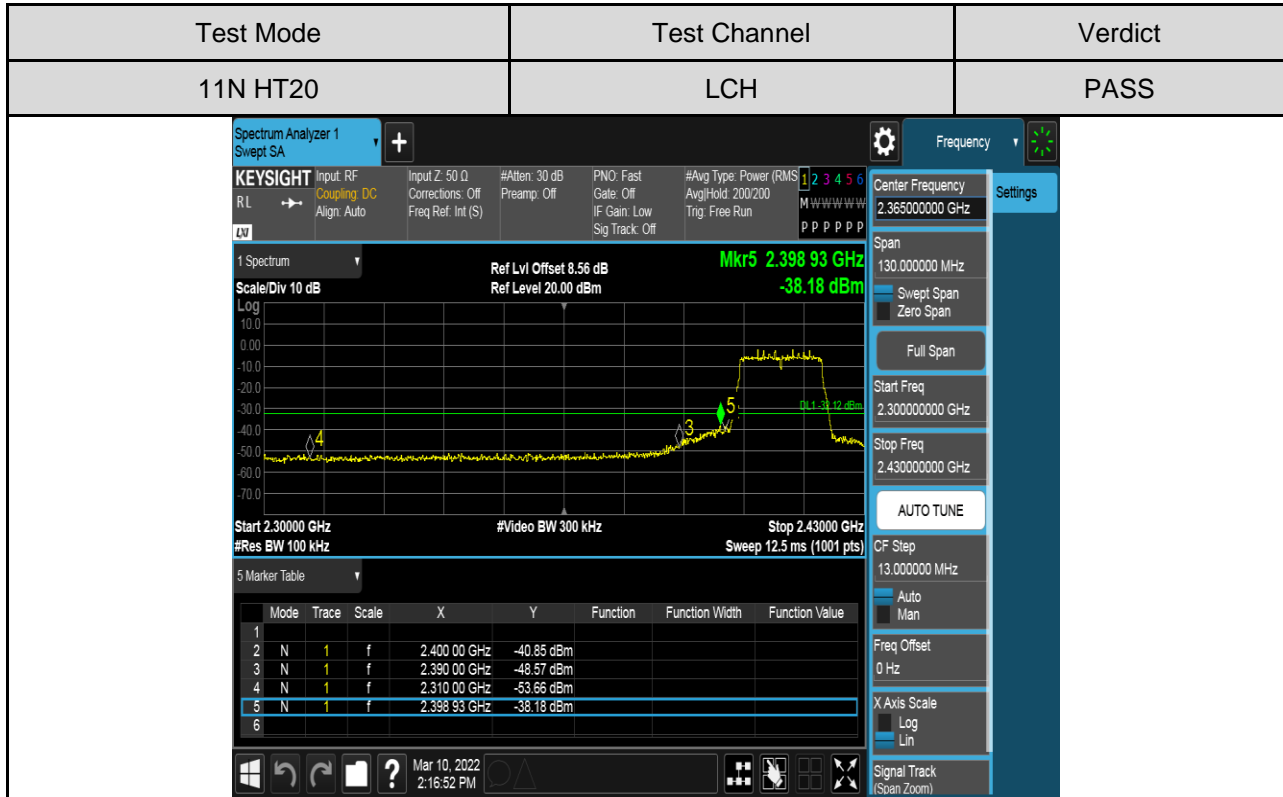 Test Mode Test Channel Verdict
11N HT20 LCH PASS
Spectrum Analyzer 1
Swept SA
+
Frequency
KEYSIGHT
RL
LXI
Input: RF
Coupling: DC
Align: Auto
Input Z: 50 Ω
Corrections: Off
Freq Ref: Int (S)
#Atten: 30 dB
Preamp: Off
PNO: Fast
Gate: Off
IF Gain: Low
Sig Track: Off
#Avg Type: Power (RMS
Avg|Hold: 200/200
Trig: Free Run
1 2 3 4 5 6
M W W W W W
P P P P P P
1 Spectrum
Scale/Div 10 dB
Ref Lvl Offset 8.56 dB
Ref Level 20.00 dBm
Mkr5 2.398 93 GHz
-38.18 dBm
Log
10.0
0.00
-10.0
-20.0
-30.0
-40.0
-50.0
-60.0
-70.0
4
3
5
DL1 -32.12 dBm
Start 2.30000 GHz
#Res BW 100 kHz
#Video BW 300 kHz
Stop 2.43000 GHz
Sweep 12.5 ms (1001 pts)
5 Marker Table
Mode Trace Scale X Y Function Function Width Function Value
1
2 N 1 f 2.400 00 GHz -40.85 dBm
3 N 1 f 2.390 00 GHz -48.57 dBm
4 N 1 f 2.310 00 GHz -53.66 dBm
5 N 1 f 2.398 93 GHz -38.18 dBm
6
?
Mar 10, 2022
2:16:52 PM
Center Frequency
2.365000000 GHz
Span
130.000000 MHz
Swept Span
Zero Span
Full Span
Start Freq
2.300000000 GHz
Stop Freq
2.430000000 GHz
AUTO TUNE
CF Step
13.000000 MHz
Auto
Man
Freq Offset
0 Hz
X Axis Scale
Log
Lin
Signal Track
(Span Zoom)
Settings